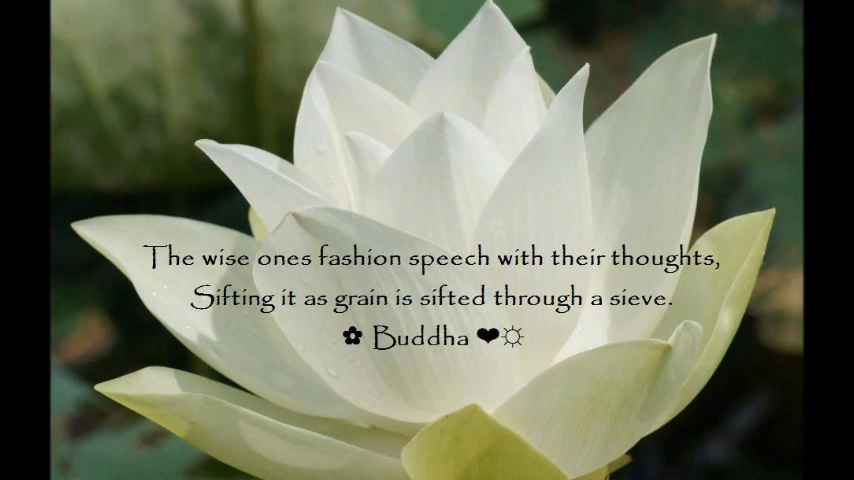 The wise ones fashion speech with their thoughts,
Sifting it as grain is sifted through a sieve.
✿ Buddha ❤☼